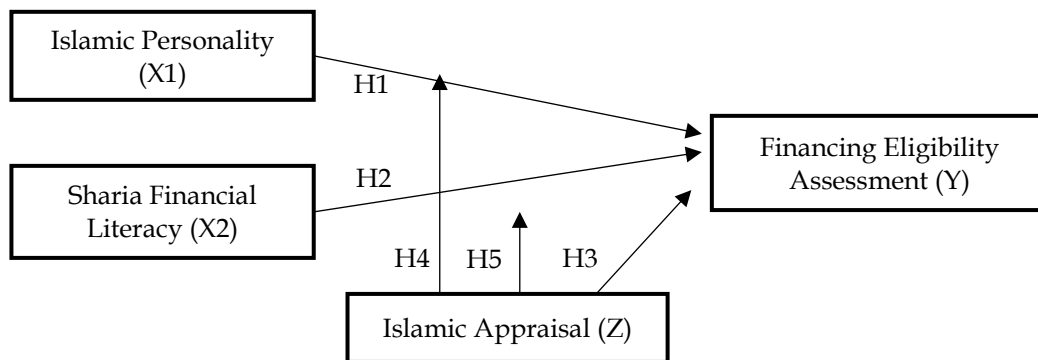 Islamic Personality
(X1)
H1
Financing Eligibility
Assessment (Y)
Sharia Financial
Literacy (X2)
H2
H4
H5
H3
Islamic Appraisal (Z)